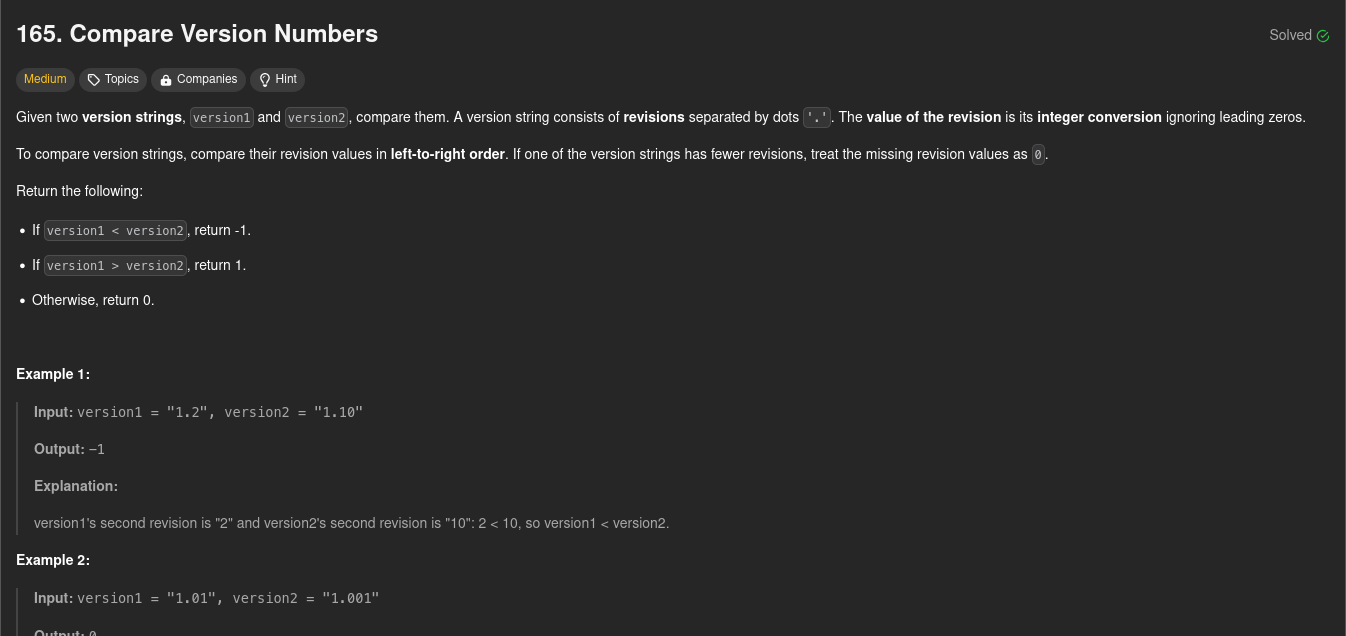 165. Compare Version Numbers
Solved
Medium Topics Companies Hint
Given two version strings, version1 and version2, compare them. A version string consists of revisions separated by dots '.'. The value of the revision is its integer conversion ignoring leading zeros.
To compare version strings, compare their revision values in left-to-right order. If one of the version strings has fewer revisions, treat the missing revision values as 0.
Return the following:
• If version1 < version2, return -1.
• If version1 > version2, return 1.
• Otherwise, return 0.
Example 1:
Input: version1 = "1.2", version2 = "1.10"
Output: -1
Explanation:
version1's second revision is "2" and version2's second revision is "10": 2 < 10, so version1 < version2.
Example 2:
Input: version1 = "1.01", version2 = "1.001"
Output: 0